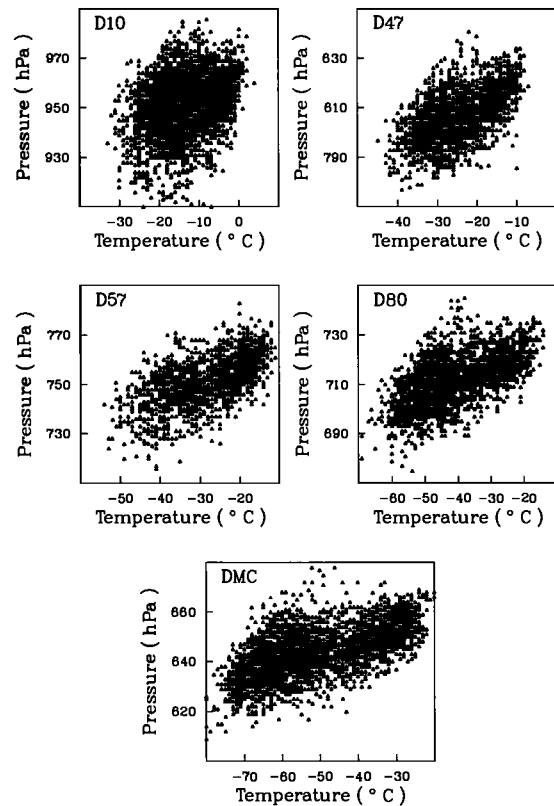 D10
970
950
930
Pressure ( hPa)
-30 -20 -10 0
Temperature ( ° C)
D47
630
610
790
Pressure ( hPa)
-40 -30 -20 -10
Temperature ( ° C)
D57
770
750
730
Pressure ( hPa)
-50 -40 -30 -20
Temperature ( ° C)
D80
730
710
690
Pressure ( hPa)
-60 -50 -40 -30 -20
Temperature ( ° C)
DMC
660
640
620
Pressure ( hPa)
-70 -60 -50 -40 -30
Temperature ( ° C)